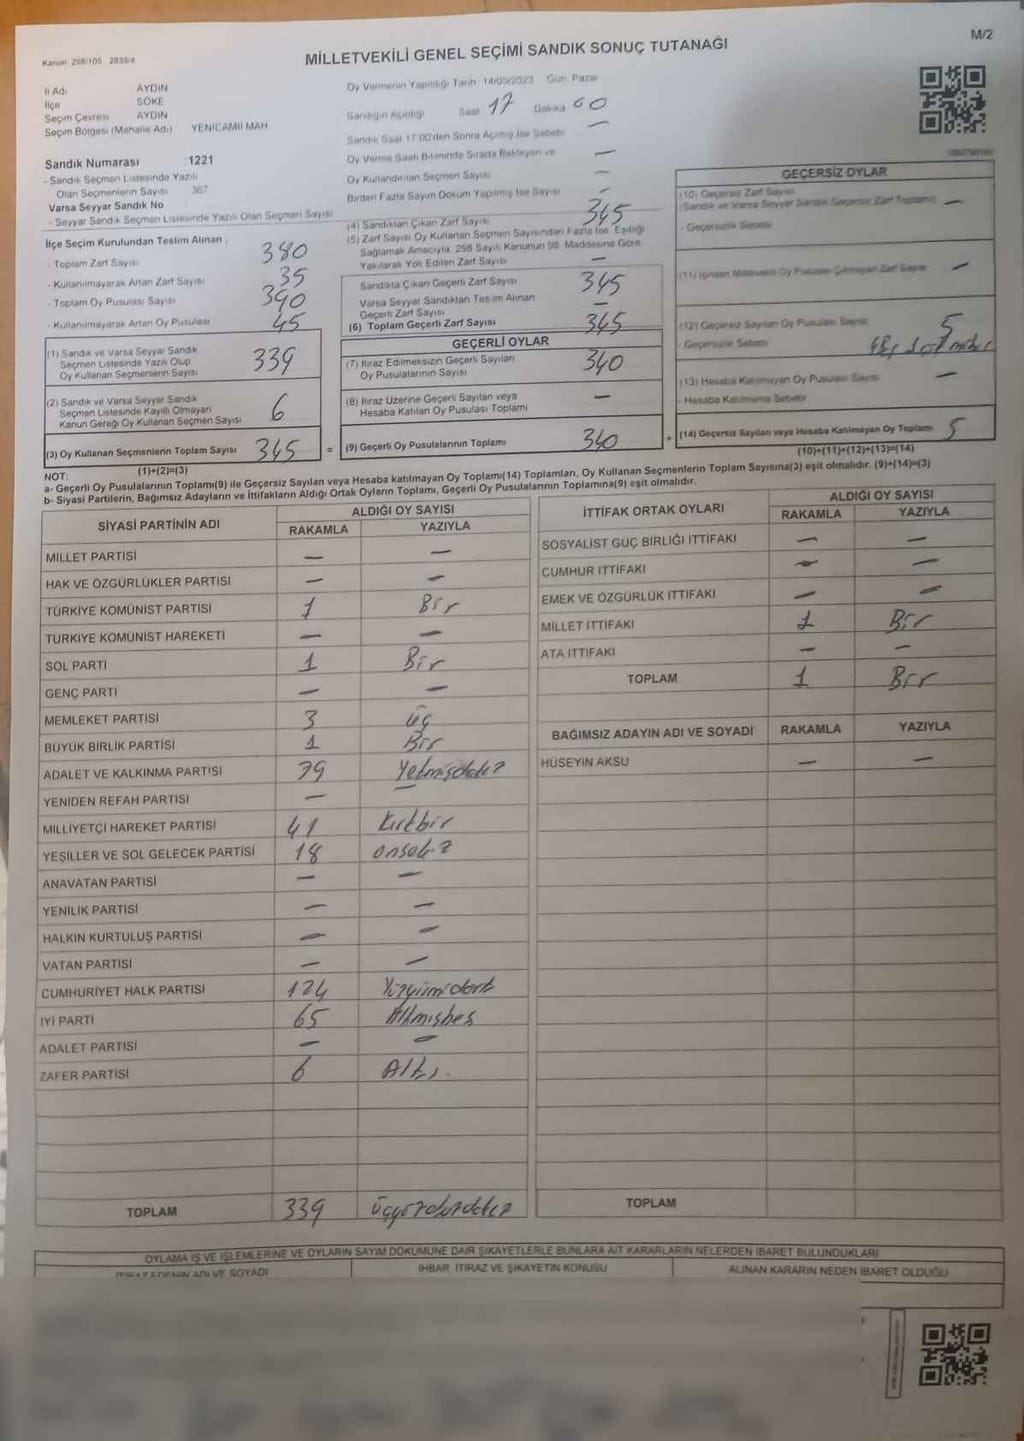 M/2
Kanun: 298/105 2839/4
MİLLETVEKİLİ GENEL SEÇİMİ SANDIK SONUÇ TUTANAĞI
İl Adı AYDIN
İlçe SÖKE
Seçim Çevresi AYDIN
Seçim Bölgesi (Mahalle Adı) YENİCAMİİ MAH
Sandık Numarası : 1221
- Sandık Seçmen Listesinde Yazılı
Olan Seçmenlerin Sayısı 367
Varsa Seyyar Sandık No
- Seyyar Sandık Seçmen Listesinde Yazılı Olan Seçmen Sayısı
Oy Vermenin Yapıldığı Tarih 14/05/2023 Gün: Pazar
Sandığın Açıldığı Saat 17 Dakika 00
Sandık Saat 17:00'den Sonra Açılmış İse Sebebi —
Oy Verme Saati Bitiminde Sırada Bekleyen ve
Oy Kullandırılan Seçmen Sayısı —
Birden Fazla Sayım Döküm Yapılmış İse Sayısı —
(4) Sandıktan Çıkan Zarf Sayısı 345
(5) Zarf Sayısı Oy Kullanan Seçmen Sayısından Fazla İse, Eşitliği
Sağlamak Amacıyla, 298 Sayılı Kanunun 98. Maddesine Göre
Yakılarak Yok Edilen Zarf Sayısı —
İlçe Seçim Kurulundan Teslim Alınan :
- Toplam Zarf Sayısı 380
- Kullanılmayarak Artan Zarf Sayısı 35
- Toplam Oy Pusulası Sayısı 390
- Kullanılmayarak Artan Oy Pusulası 45
Sandıkta Çıkan Geçerli Zarf Sayısı 345
Varsa Seyyar Sandıktan Teslim Alınan
Geçerli Zarf Sayısı —
(6) Toplam Geçerli Zarf Sayısı 345
(1) Sandık ve Varsa Seyyar Sandık
Seçmen Listesinde Yazılı Olup
Oy Kullanan Seçmenlerin Sayısı 339
(2) Sandık ve Varsa Seyyar Sandık
Seçmen Listesinde Kayıtlı Olmayan
Kanun Gereği Oy Kullanan Seçmen Sayısı 6
(3) Oy Kullanan Seçmenlerin Toplam Sayısı 345 =
(1)+(2)=(3)
GEÇERLİ OYLAR
(7) İtiraz Edilmeksizin Geçerli Sayılan
Oy Pusulalarının Sayısı 340
(8) İtiraz Üzerine Geçerli Sayılan veya
Hesaba Katılan Oy Pusulası Toplamı —
(9) Geçerli Oy Pusulalarının Toplamı 340 +
GEÇERSİZ OYLAR
(10) Geçersiz Zarf Sayısı
(Sandık ve Varsa Seyyar Sandık Geçersiz Zarf Toplamı) —
- Geçersizlik Sebebi
(11) İçinden Milletvekili Oy Pusulası Çıkmayan Zarf Sayısı —
(12) Geçersiz Sayılan Oy Pusulası Sayısı 5
- Geçersizlik Sebebi
(13) Hesaba Katılmayan Oy Pusulası Sayısı —
- Hesaba Katılmama Sebebi
(14) Geçersiz Sayılan veya Hesaba Katılmayan Oy Toplamı 5
(10)+(11)+(12)+(13)=(14)
NOT:
a- Geçerli Oy Pusulalarının Toplamı(9) ile Geçersiz Sayılan veya Hesaba katılmayan Oy Toplamı(14) Toplamları, Oy Kullanan Seçmenlerin Toplam Sayısına(3) eşit olmalıdır. (9)+(14)=(3)
b- Siyasi Partilerin, Bağımsız Adayların ve İttifakların Aldığı Ortak Oyların Toplamı, Geçerli Oy Pusulalarının Toplamına(9) eşit olmalıdır.
SİYASİ PARTİNİN ADI ALDIĞI OY SAYISI
RAKAMLA YAZIYLA
MİLLET PARTİSİ — —
HAK VE ÖZGÜRLÜKLER PARTİSİ — —
TÜRKİYE KOMÜNİST PARTİSİ 1 Bir
TÜRKİYE KOMÜNİST HAREKETİ — —
SOL PARTİ 1 Bir
GENÇ PARTİ — —
MEMLEKET PARTİSİ 3 üç
BÜYÜK BİRLİK PARTİSİ 1 Bir
ADALET VE KALKINMA PARTİSİ 79 Yetmişdokuz
YENİDEN REFAH PARTİSİ — —
MİLLİYETÇİ HAREKET PARTİSİ 41 Kırkbir
YEŞİLLER VE SOL GELECEK PARTİSİ 18 onsekiz
ANAVATAN PARTİSİ — —
YENİLİK PARTİSİ — —
HALKIN KURTULUŞ PARTİSİ — —
VATAN PARTİSİ — —
CUMHURİYET HALK PARTİSİ 124 Yüzyirmidört
İYİ PARTİ 65 Altmışbeş
ADALET PARTİSİ — —
ZAFER PARTİSİ 6 Altı.
TOPLAM 339 Üçyüzotuzdokuz
İTTİFAK ORTAK OYLARI ALDIĞI OY SAYISI
RAKAMLA YAZIYLA
SOSYALİST GÜÇ BİRLİĞİ İTTİFAKI — —
CUMHUR İTTİFAKI — —
EMEK VE ÖZGÜRLÜK İTTİFAKI — —
MİLLET İTTİFAKI 1 Bir
ATA İTTİFAKI — —
TOPLAM 1 Bir
BAĞIMSIZ ADAYIN ADI VE SOYADI RAKAMLA YAZIYLA
HÜSEYİN AKSU — —
TOPLAM
OYLAMA İŞ VE İŞLEMLERİNE VE OYLARIN SAYIM DÖKÜMÜNE DAİR ŞİKAYETLERLE BUNLARA AİT KARARLARIN NELERDEN İBARET BULUNDUKLARI
İTİRAZ EDENİN ADI VE SOYADI İHBAR, İTİRAZ VE ŞİKAYETİN KONUSU ALINAN KARARIN NEDEN İBARET OLDUĞU